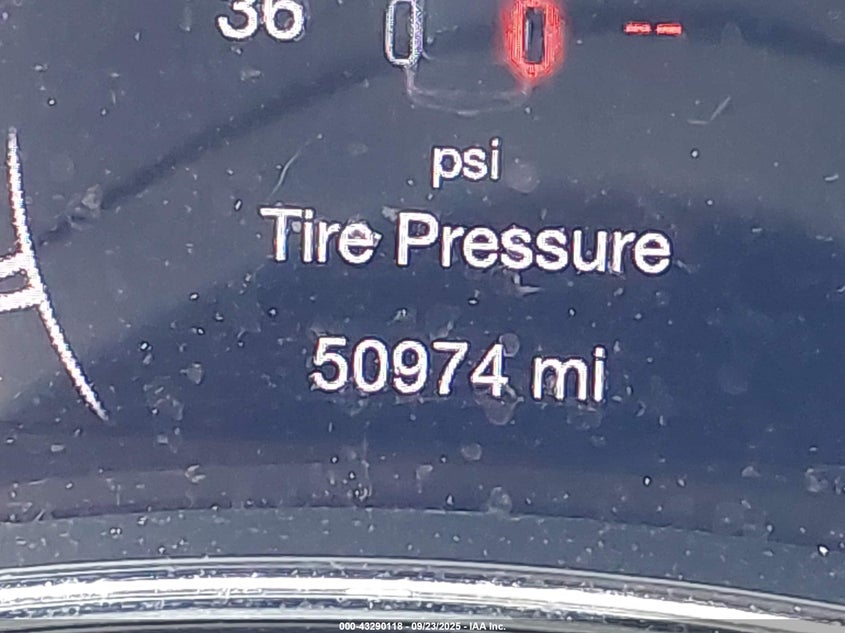 36 --
psi
Tire Pressure
50974 mi
000-43290118 - 09/23/2025 - IAA Inc.